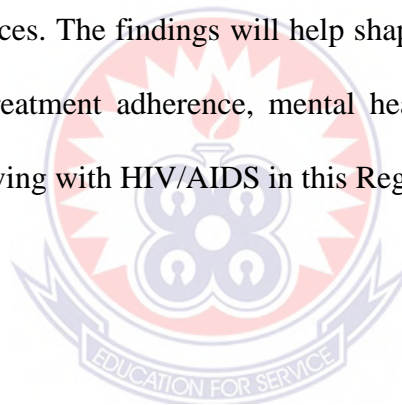 ces. The findings will help shap
reatment adherence, mental hea
ving with HIV/AIDS in this Reg
EDUCATION FOR SERVICE